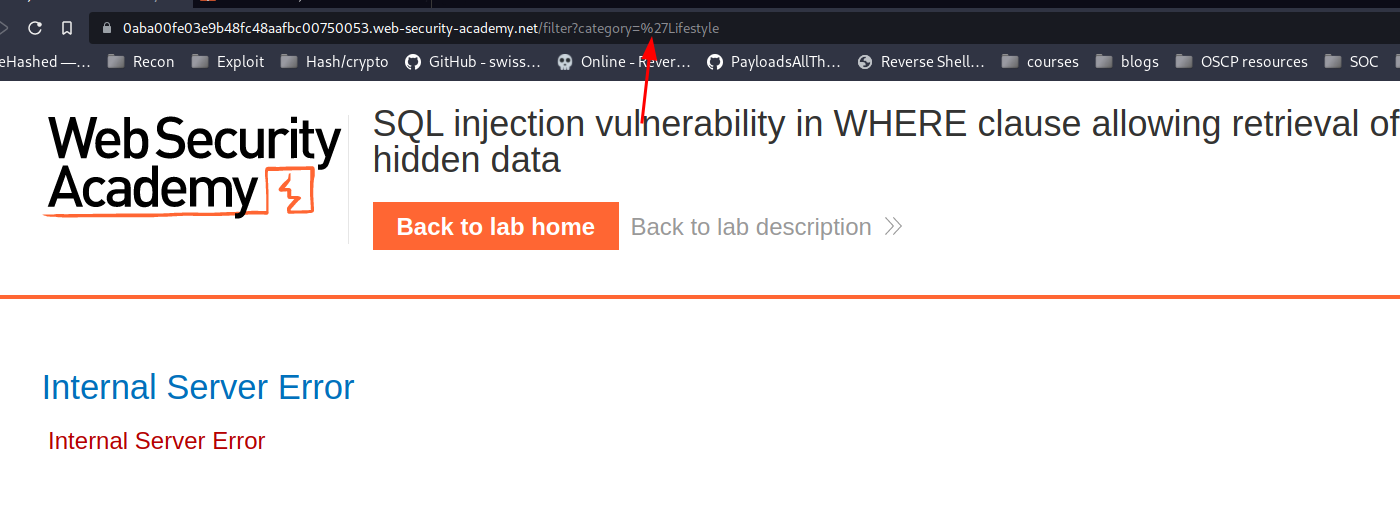 0aba00fe03e9b48fc48aafbc00750053.web-security-academy.net/filter?category=%27Lifestyle
eHashed —... Recon Exploit Hash/crypto GitHub - swiss... Online - Rever... PayloadsAllTh... Reverse Shell... courses blogs OSCP resources SOC
Web Security
Academy
SQL injection vulnerability in WHERE clause allowing retrieval of
hidden data
Back to lab home Back to lab description
Internal Server Error
Internal Server Error